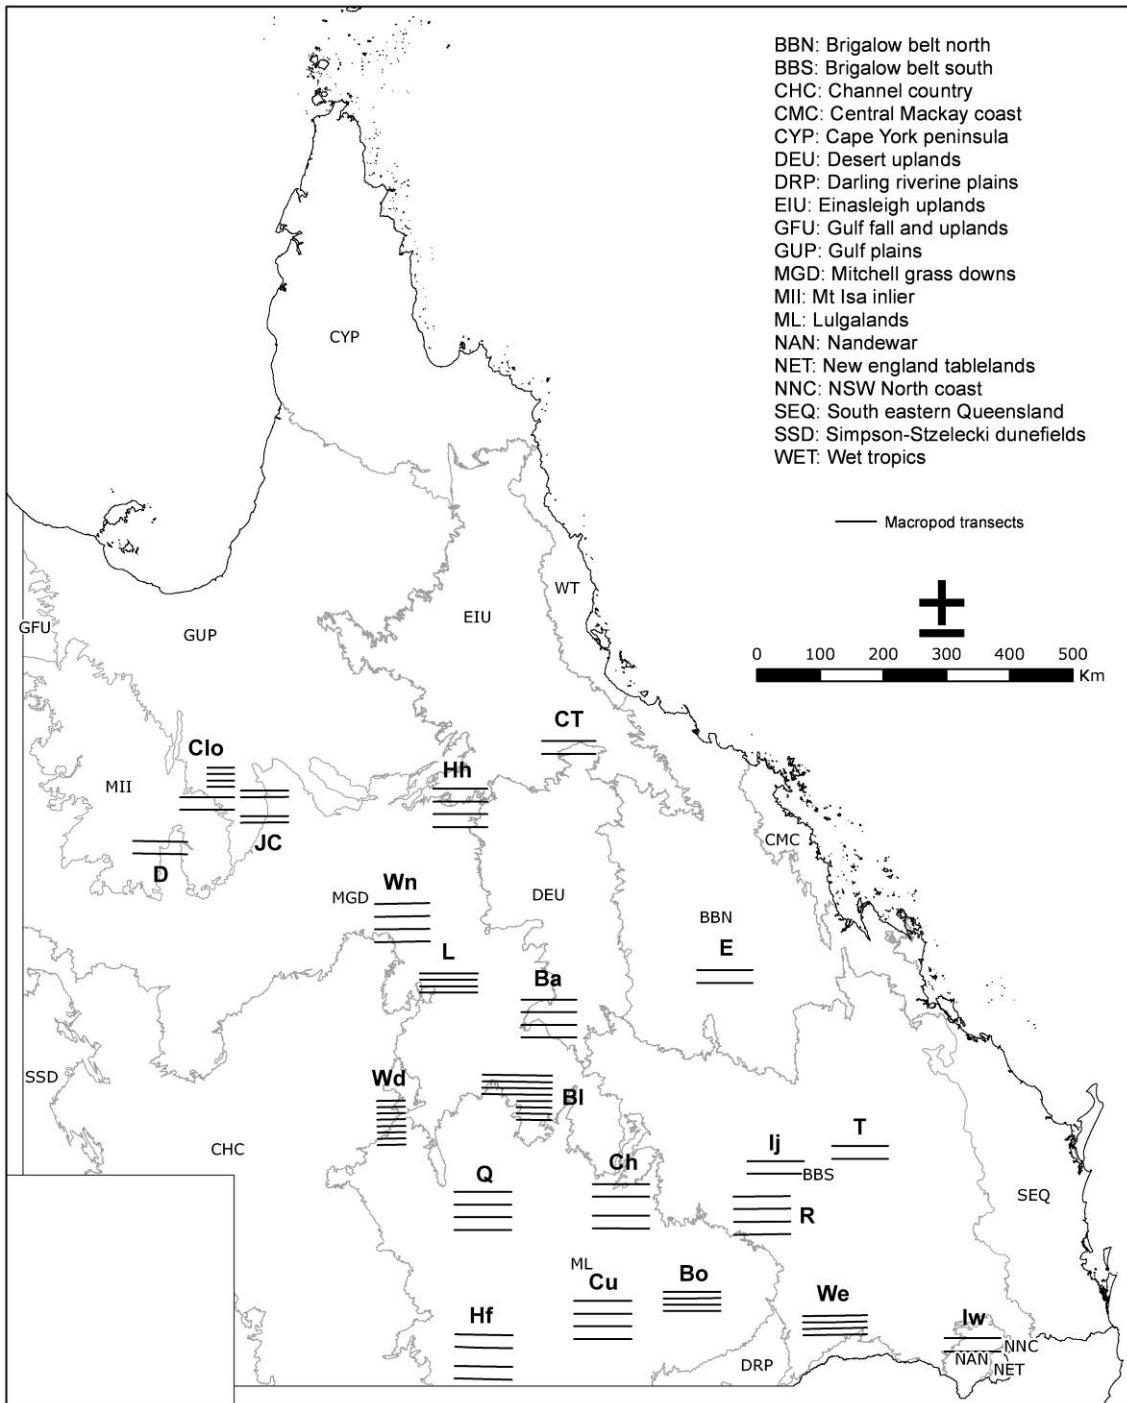 BBN: Brigalow belt north
BBS: Brigalow belt south
CHC: Channel country
CMC: Central Mackay coast
CYP: Cape York peninsula
DEU: Desert uplands
DRP: Darling riverine plains
EIU: Einasleigh uplands
GFU: Gulf fall and uplands
GUP: Gulf plains
MGD: Mitchell grass downs
MII: Mt Isa inlier
ML: Lulgalands
NAN: Nandewar
NET: New england tablelands
NNC: NSW North coast
SEQ: South eastern Queensland
SSD: Simpson-Stzelecki dunefields
WET: Wet tropics
Macropod transects
0 100 200 300 400 500 Km
CYP
WT
EIU
GFU
GUP
CT
Clo
Hh
MII
JC
CMC
D
Wn
MGD
DEU
BBN
E
L
Ba
SSD
Wd
Bl
T
Ij
CHC
Ch
BBS
Q
SEQ
R
ML
Bo
Cu
We
Hf
Iw
NNC
NAN
DRP
NET